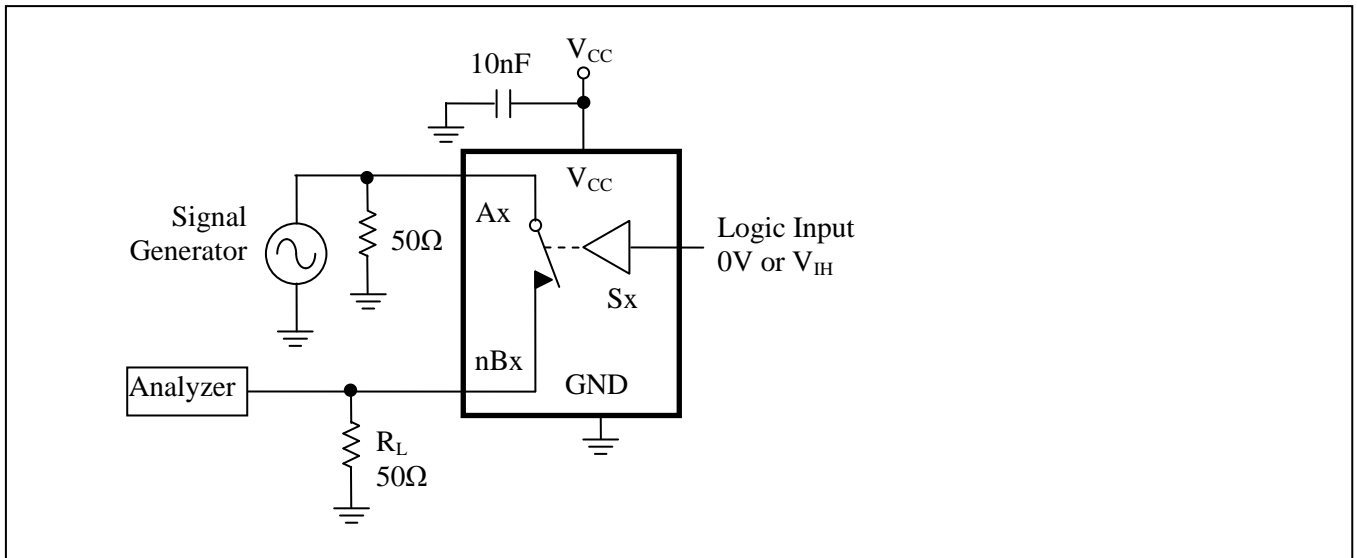 V_CC
10nF
V_CC
Ax
Signal
Generator
50Ω
Logic Input
0V or V_IH
Sx
nBx
GND
Analyzer
R_L
50Ω